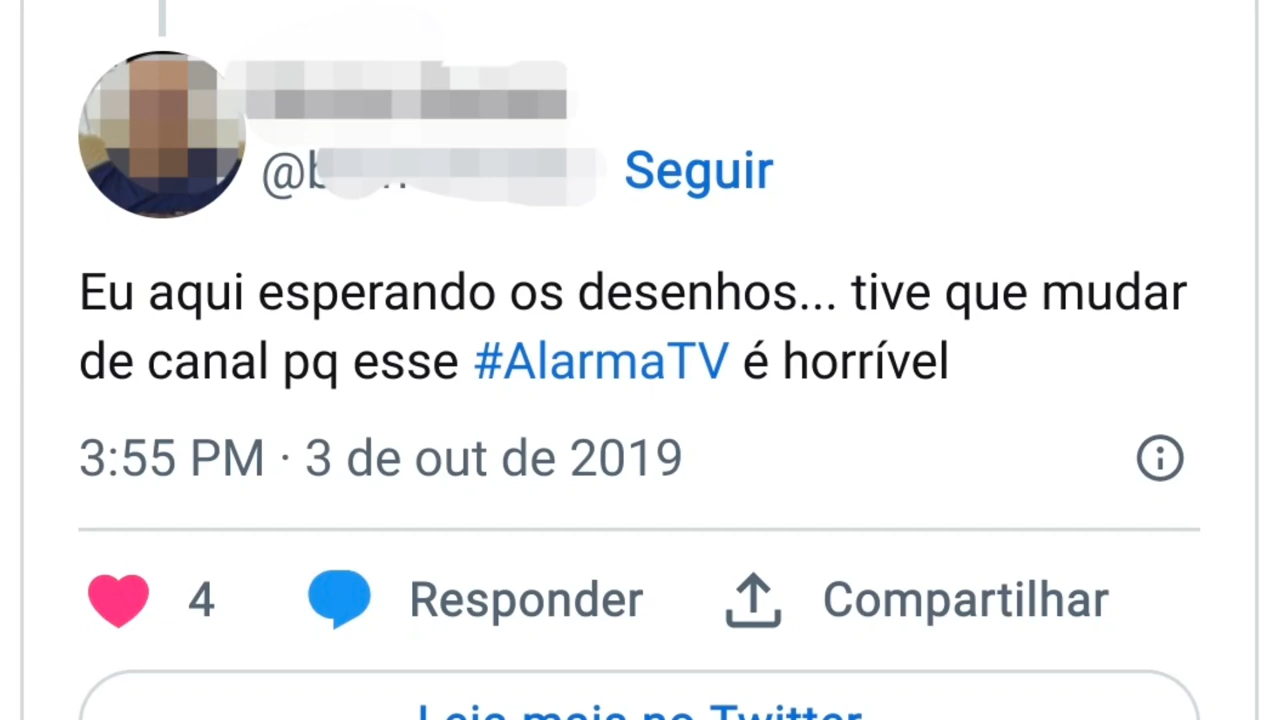 Seguir
Eu aqui esperando os desenhos... tive que mudar
de canal pq esse #AlarmaTV é horrível
3:55 PM · 3 de out de 2019
4 Responder Compartilhar
Leia mais no Twitter